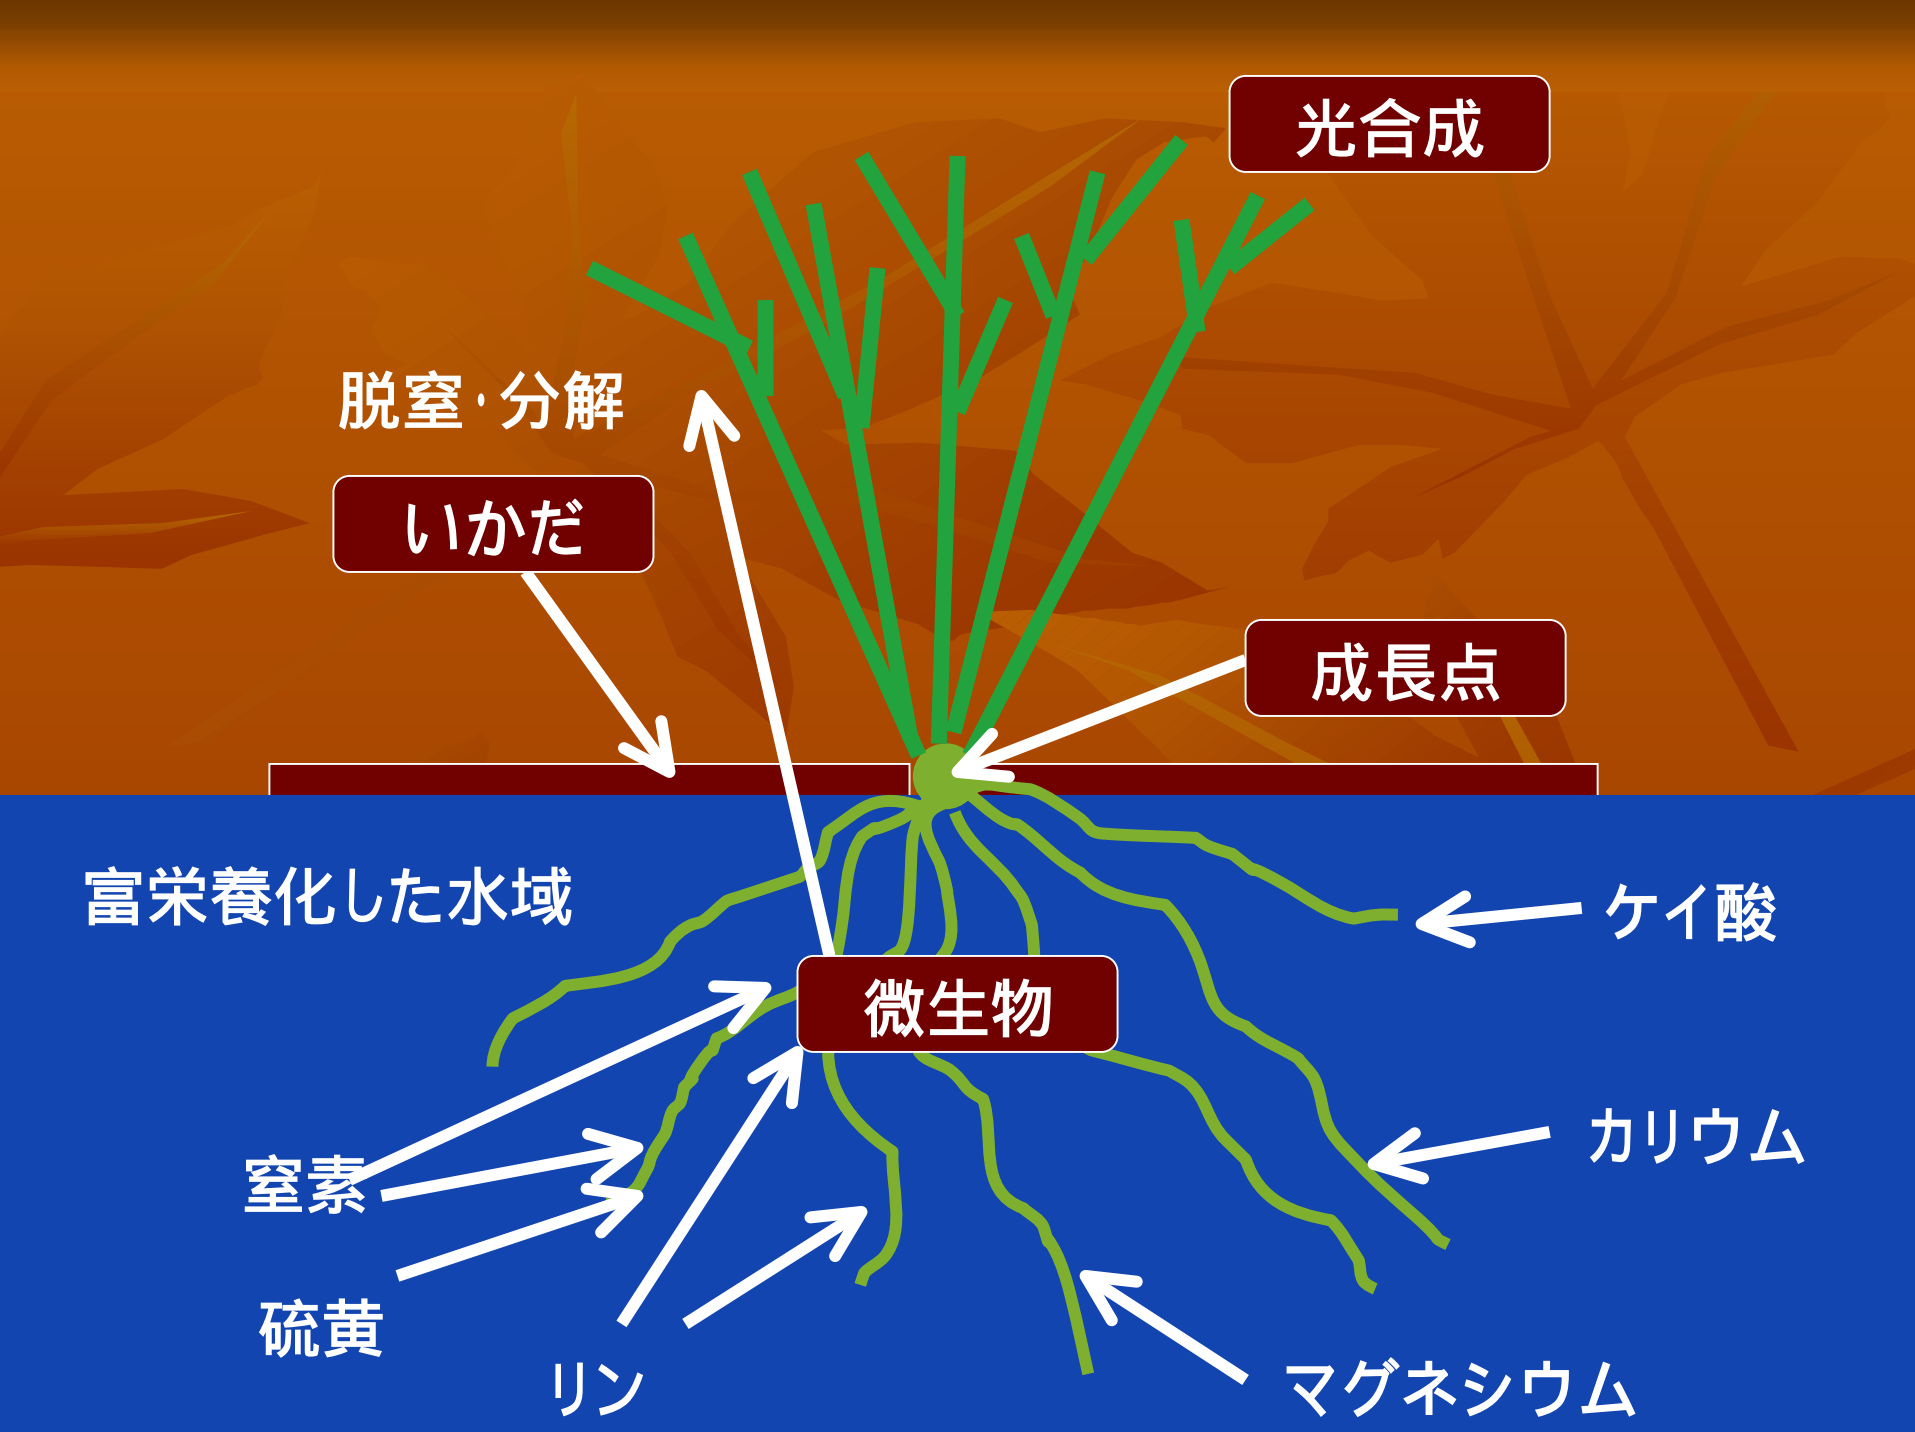 光合成
脱窒・分解
いかだ
成長点
富栄養化した水域
ケイ酸
微生物
カリウム
窒素
硫黄
リン
マグネシウム